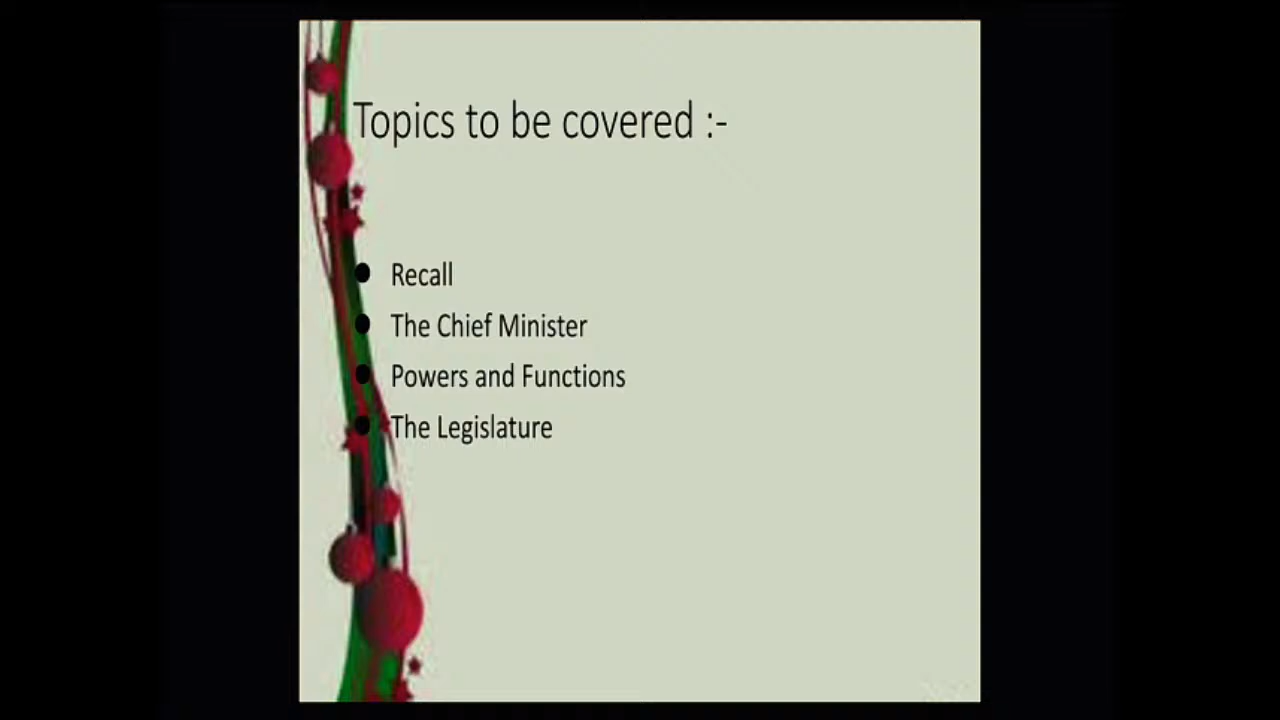 Topics to be covered :-
Recall
The Chief Minister
Powers and Functions
The Legislature